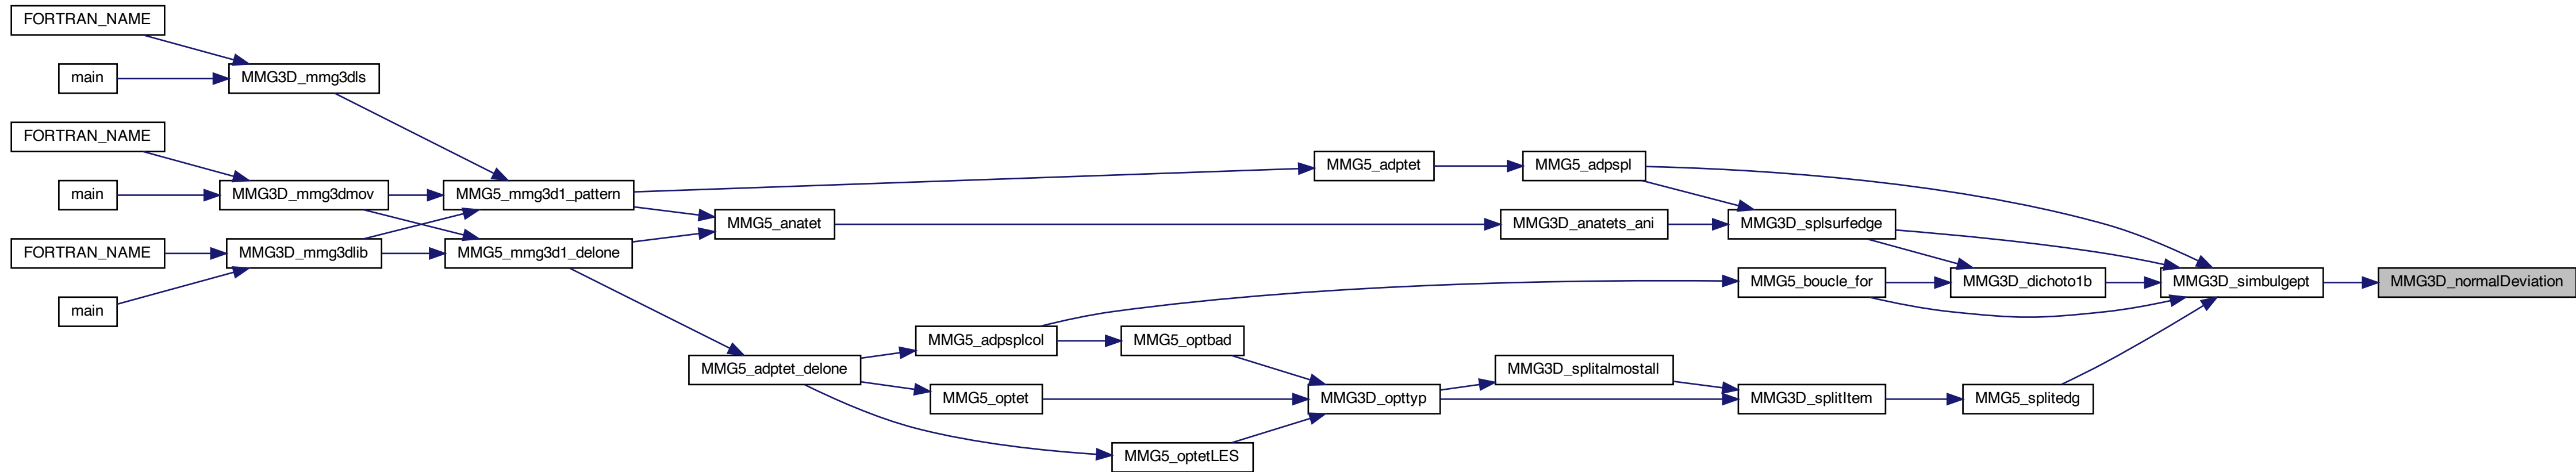 FORTRAN_NAME
main
MMG3D_mmg3dls
FORTRAN_NAME
main
MMG3D_mmg3dmov
FORTRAN_NAME
MMG3D_mmg3dlib
main
MMG5_mmg3d1_pattern
MMG5_mmg3d1_delone
MMG5_anatet
MMG5_adptet_delone
MMG5_adpsplcol
MMG5_optet
MMG5_optbad
MMG5_optetLES
MMG5_adptet
MMG3D_opttyp
MMG5_adpspl
MMG3D_anatets_ani
MMG3D_splitalmostall
MMG3D_splsurfedge
MMG5_boucle_for
MMG3D_splitItem
MMG3D_dichoto1b
MMG5_splitedg
MMG3D_simbulgept
MMG3D_normalDeviation